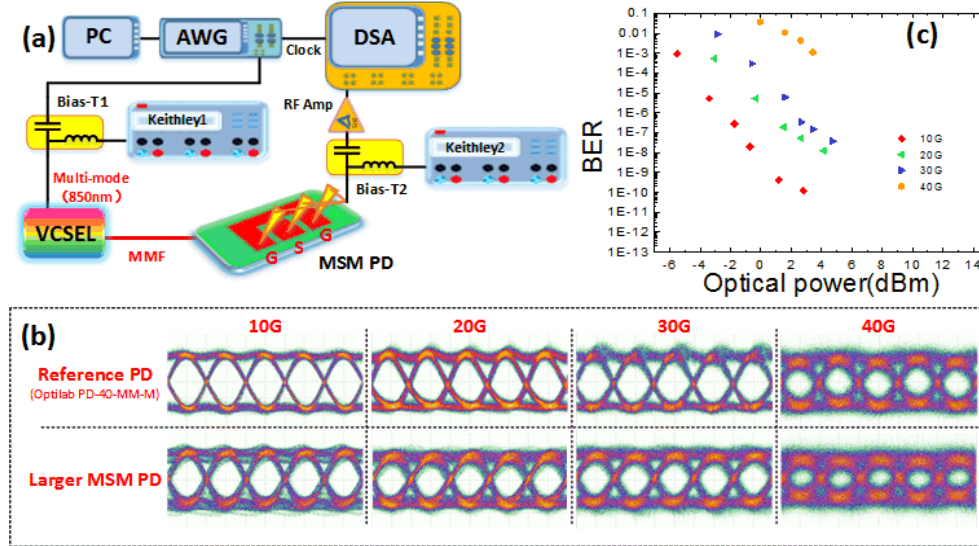 (a)
PC
AWG
Clock
DSA
RF Amp
Bias-T1
Keithley1
Keithley2
Bias-T2
Multi-mode
(850nm)
VCSEL
MMF
G
S
G
MSM PD
(c)
BER
0.1
0.01
1E-3
1E-4
1E-5
1E-6
1E-7
1E-8
1E-9
1E-10
1E-11
1E-12
1E-13
-6 -4 -2 0 2 4 6 8 10 12 14
Optical power(dBm)
10G
20G
30G
40G
(b)
10G 20G 30G 40G
Reference PD
(Optilab PD-40-MM-M)
Larger MSM PD